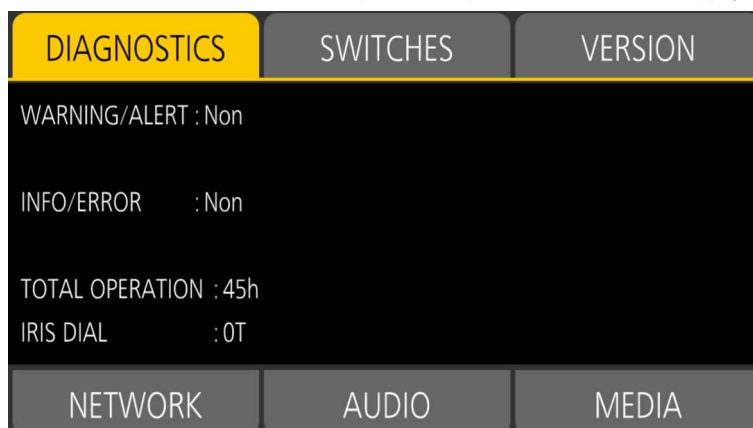 DIAGNOSTICS SWITCHES VERSION
WARNING/ALERT : Non
INFO/ERROR : Non
TOTAL OPERATION : 45h
IRIS DIAL : 0T
NETWORK AUDIO MEDIA